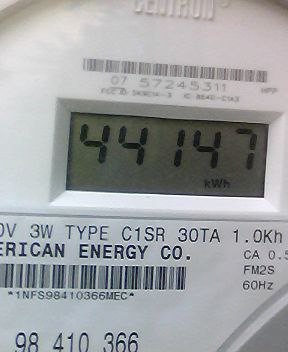 CENTRON
07 57245311
HPP
44147
kWh
0V 3W TYPE C1SR 30TA 1.0Kh
ERICAN ENERGY CO.
CA 0.5
FM2S
*1NFS98410366MEC*
60Hz
98 410 366